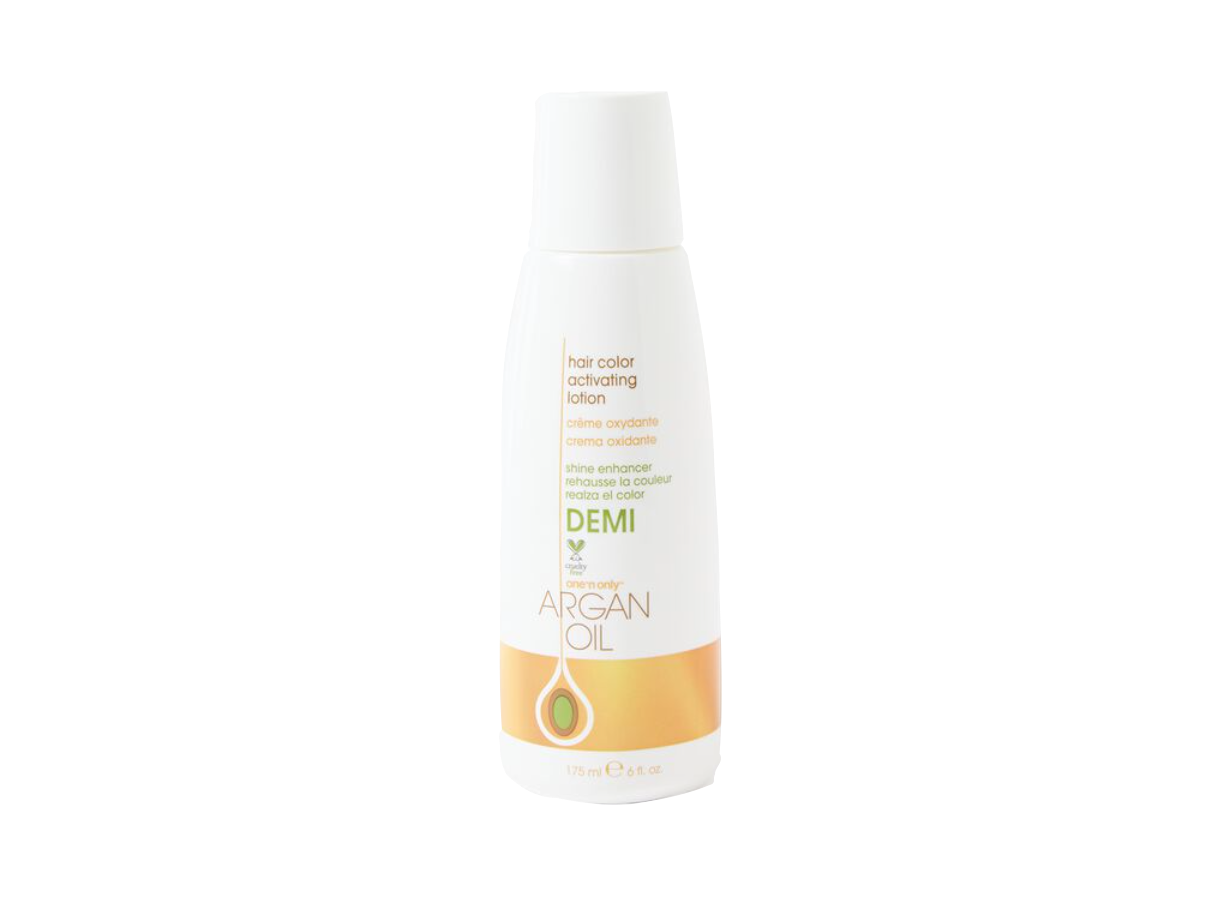 hair color
activating
lotion
crème oxydante
crema oxidante
shine enhancer
rehausse la couleur
realza el color
DEMI
cruelty
free
one 'n only™
ARGAN
OIL
175 ml ℮ 6 fl. oz.